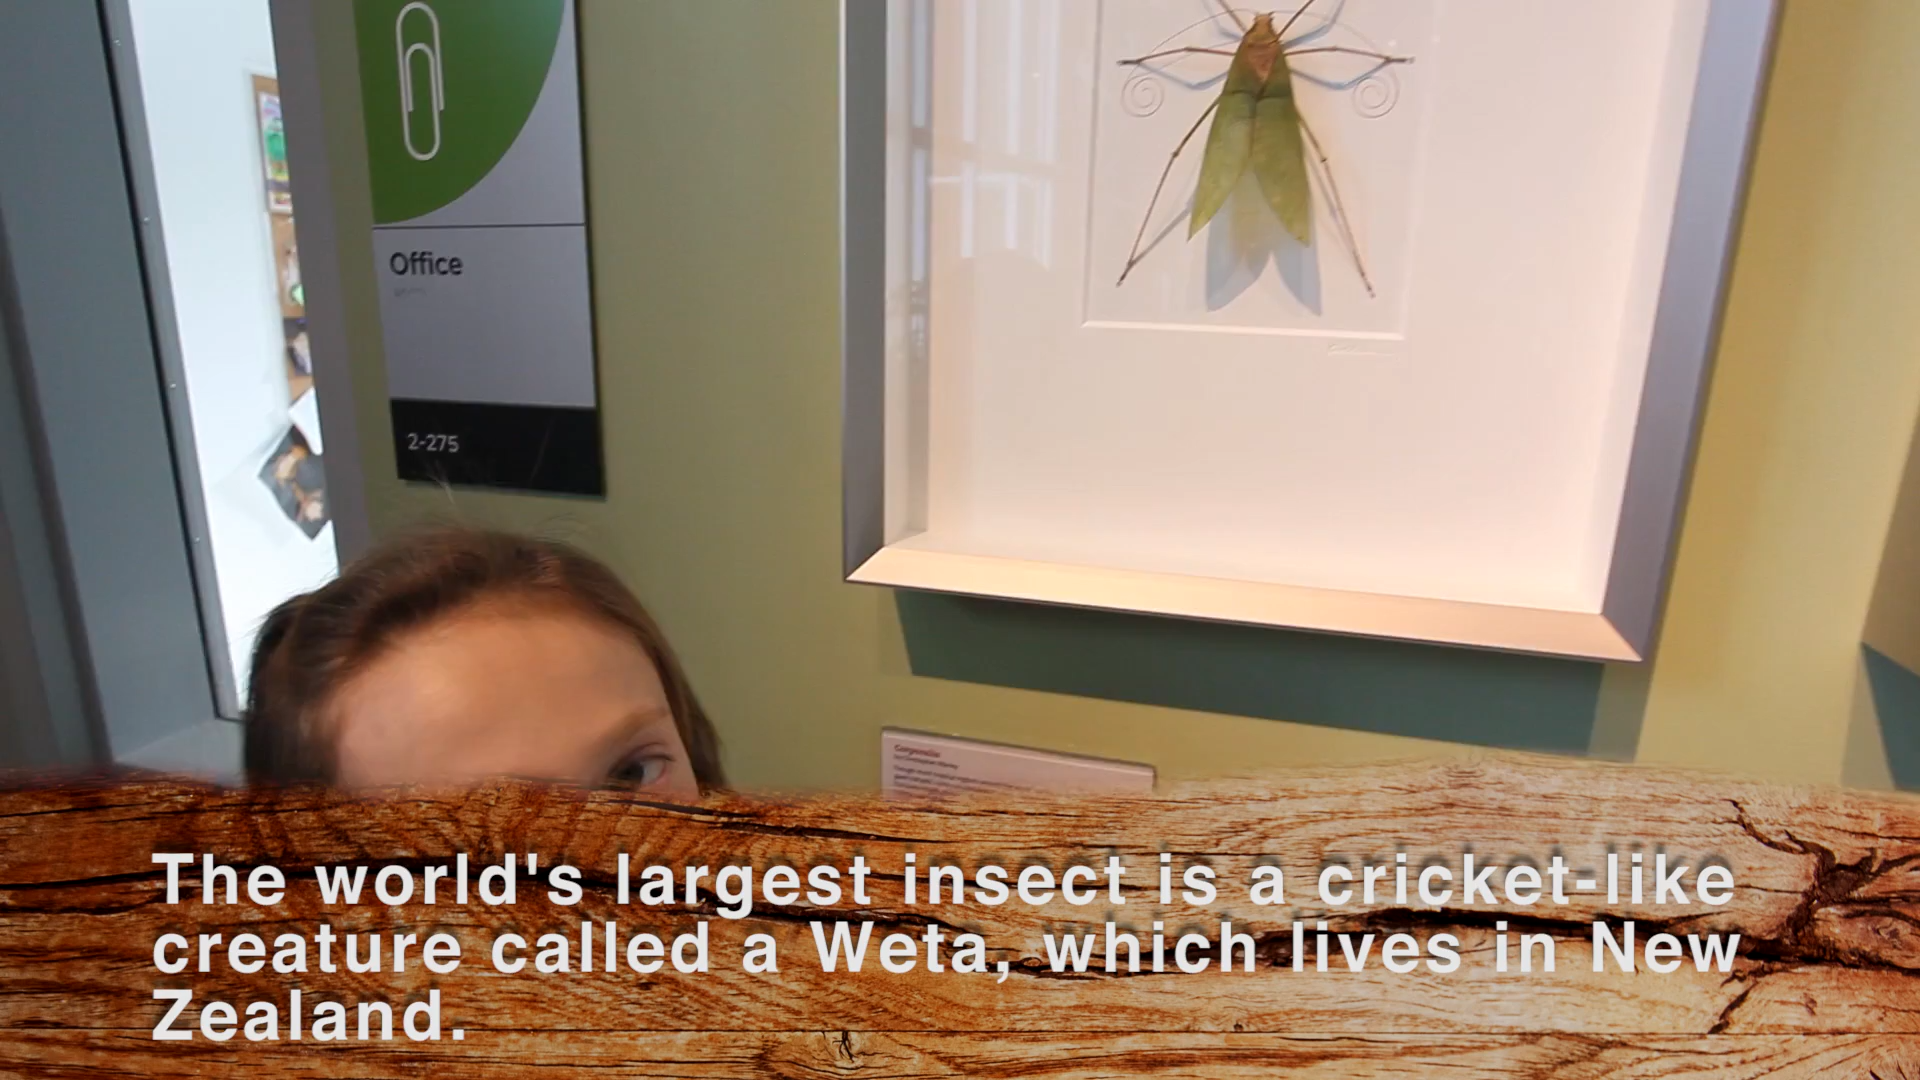 Office
2-275
The world's largest insect is a cricket-like
creature called a Weta, which lives in New
Zealand.